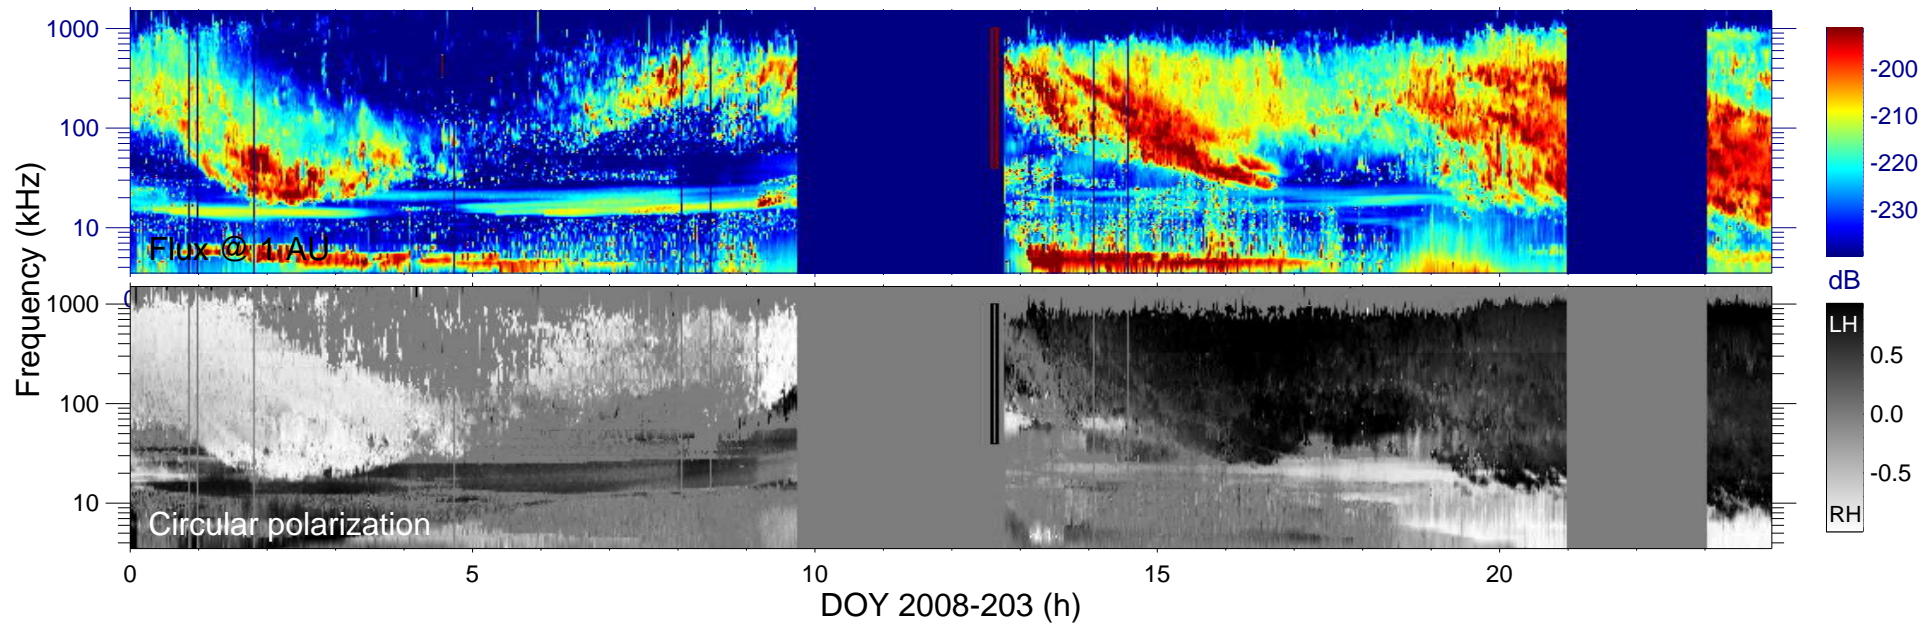 1000
100
10
Flux @ 1 AU
-200
-210
-220
-230
dB
0
Frequency (kHz)
1000
100
10
Circular polarization
LH
0.5
0.0
-0.5
RH
0
5
10
15
20
DOY 2008-203 (h)